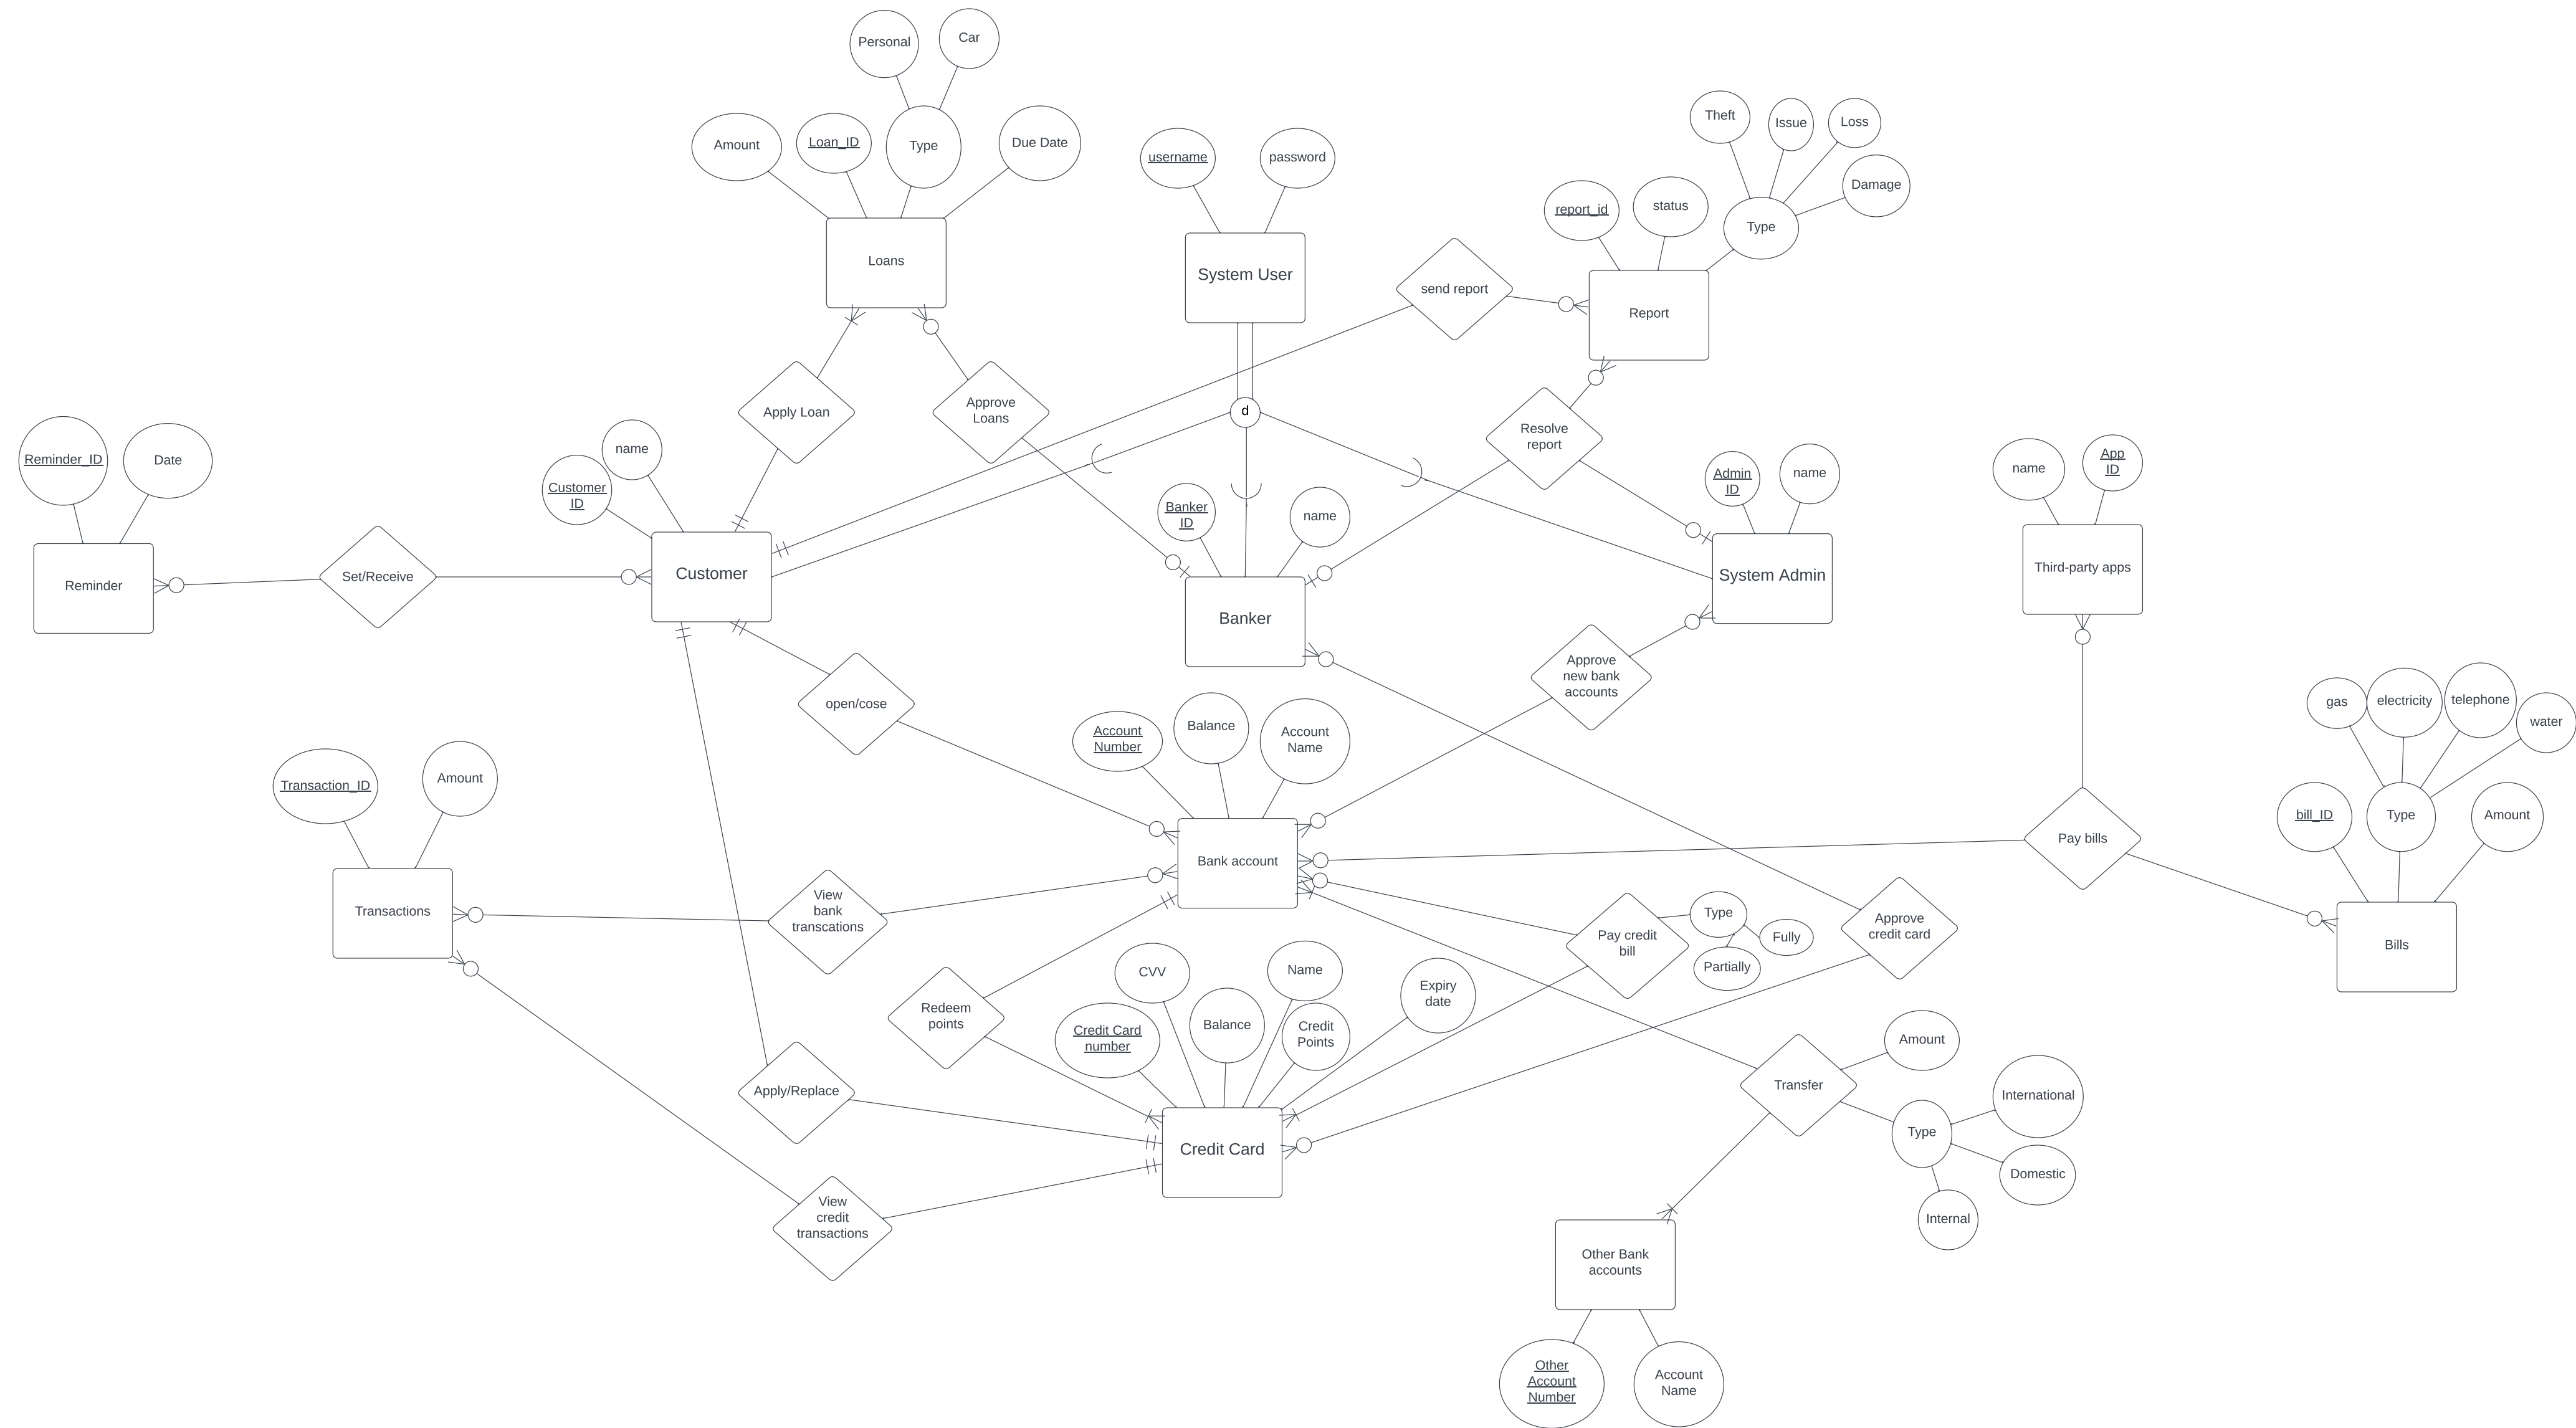 Personal
Car
Amount
Loan_ID
Type
Due Date
Loans
username
password
System User
Theft
Issue
Loss
Damage
report_id
status
Type
send report
Report
Apply Loan
Approve
Loans
d
Resolve
report
Reminder_ID
Date
Reminder
Set/Receive
Customer
ID
name
Customer
Banker
ID
name
Banker
Admin
ID
name
System Admin
name
App
ID
Third-party apps
open/cose
Approve
new bank
accounts
gas
electricity
telephone
water
bill_ID
Type
Amount
Pay bills
Bills
Account
Number
Balance
Account
Name
Bank account
Transaction_ID
Amount
Transactions
View
bank
transcations
Pay credit
bill
Type
Fully
Partially
Approve
credit card
Redeem
points
CVV
Name
Credit Card
number
Balance
Credit
Points
Expiry
date
Credit Card
Apply/Replace
View
credit
transactions
Transfer
Amount
Type
International
Domestic
Internal
Other Bank
accounts
Other
Account
Number
Account
Name